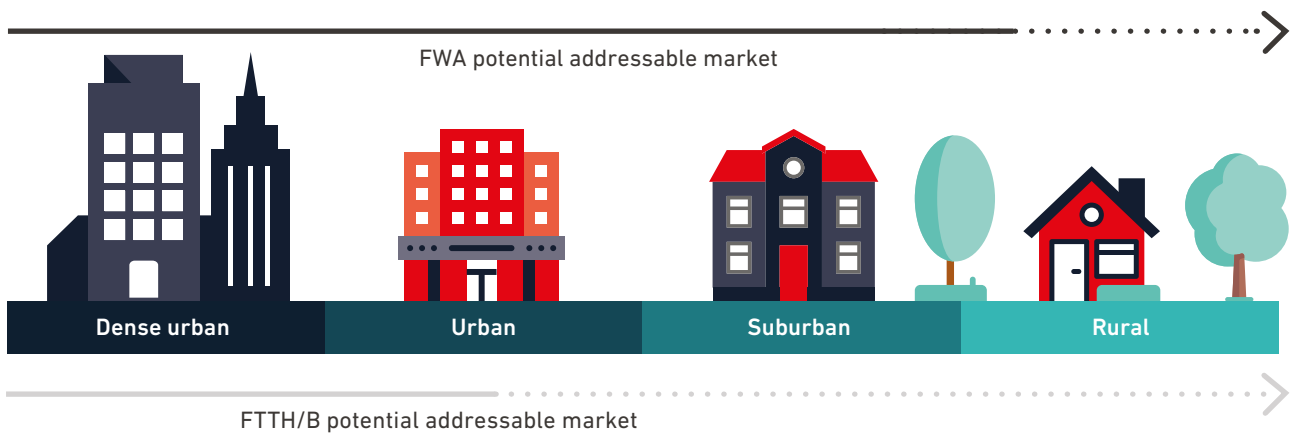 FWA potential addressable market
Dense urban
Urban
Suburban
Rural
FTTH/B potential addressable market